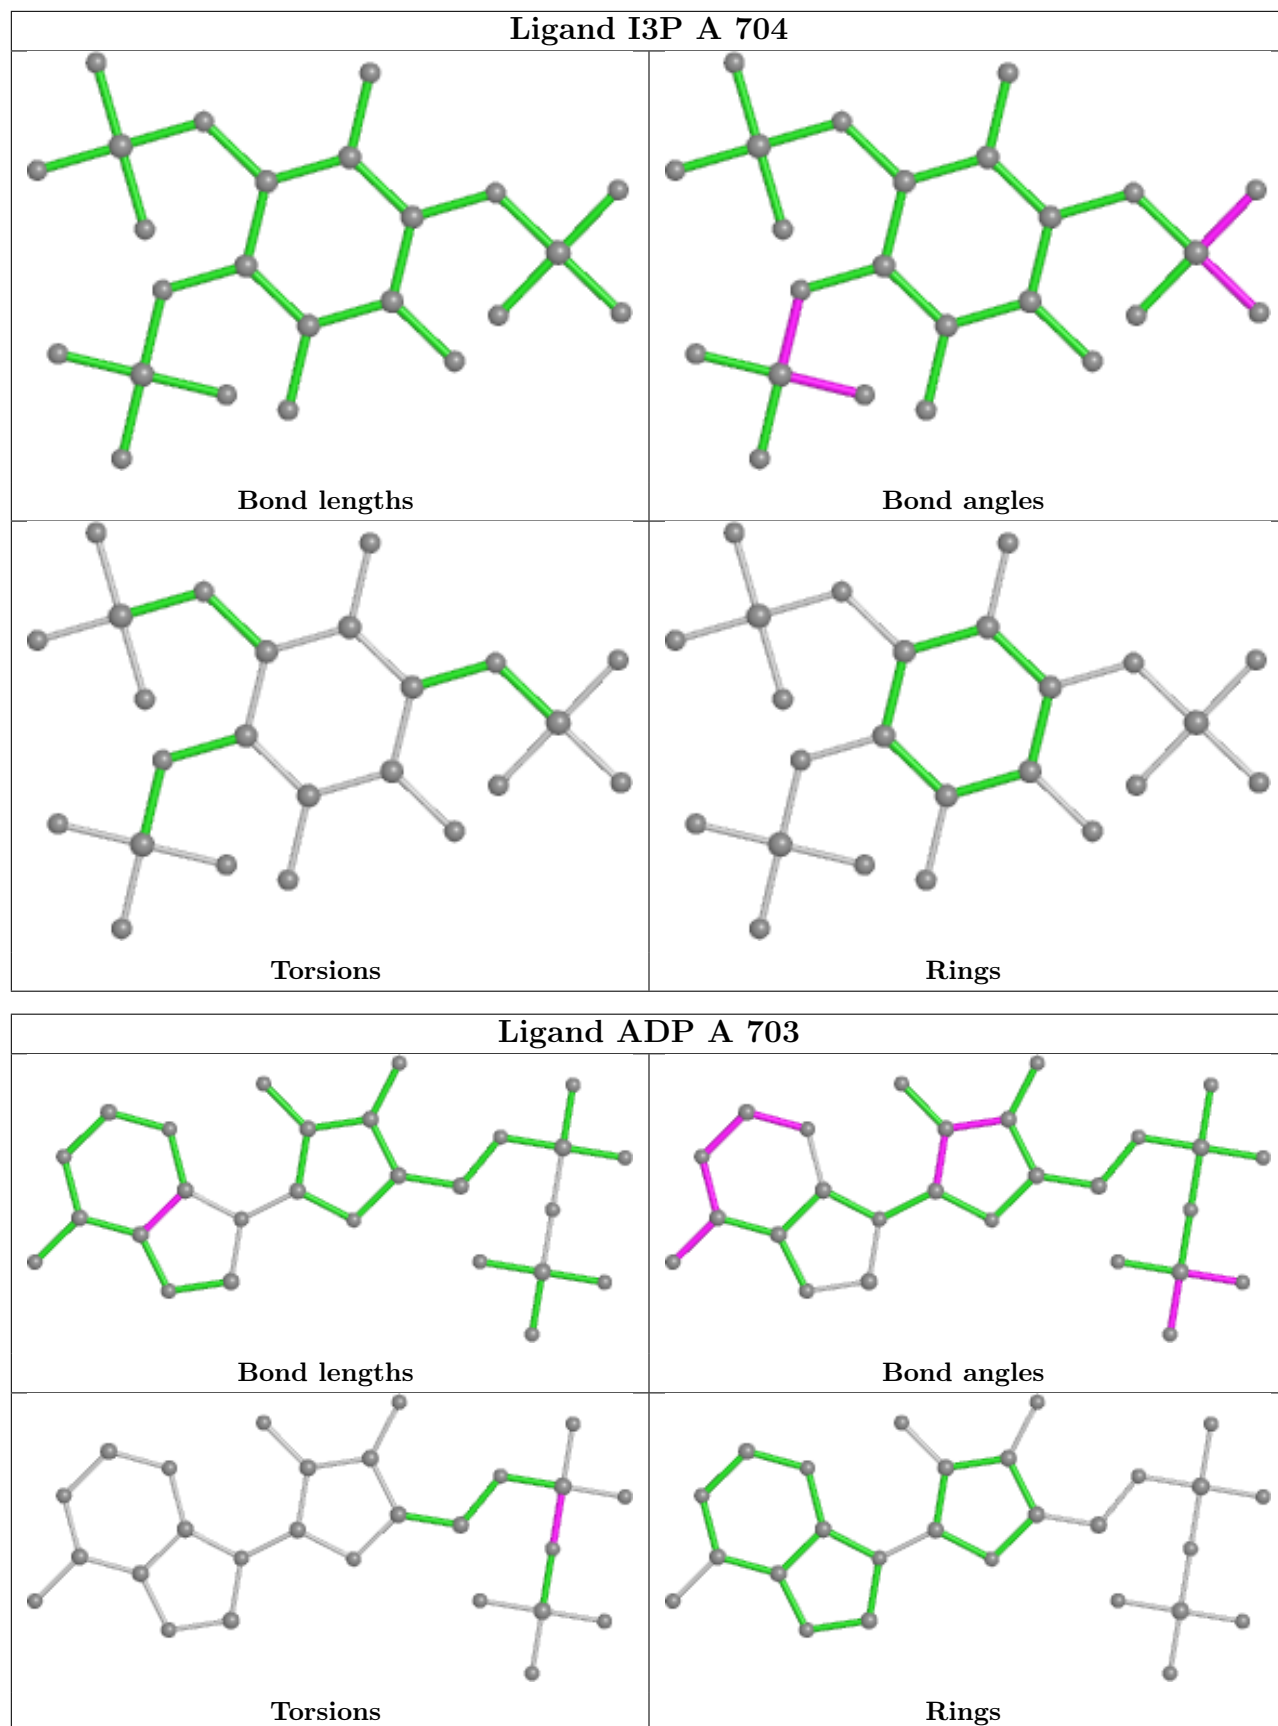 Ligand I3P A 704
Bond lengths
Bond angles
Torsions
Rings
Ligand ADP A 703
Bond lengths
Bond angles
Torsions
Rings